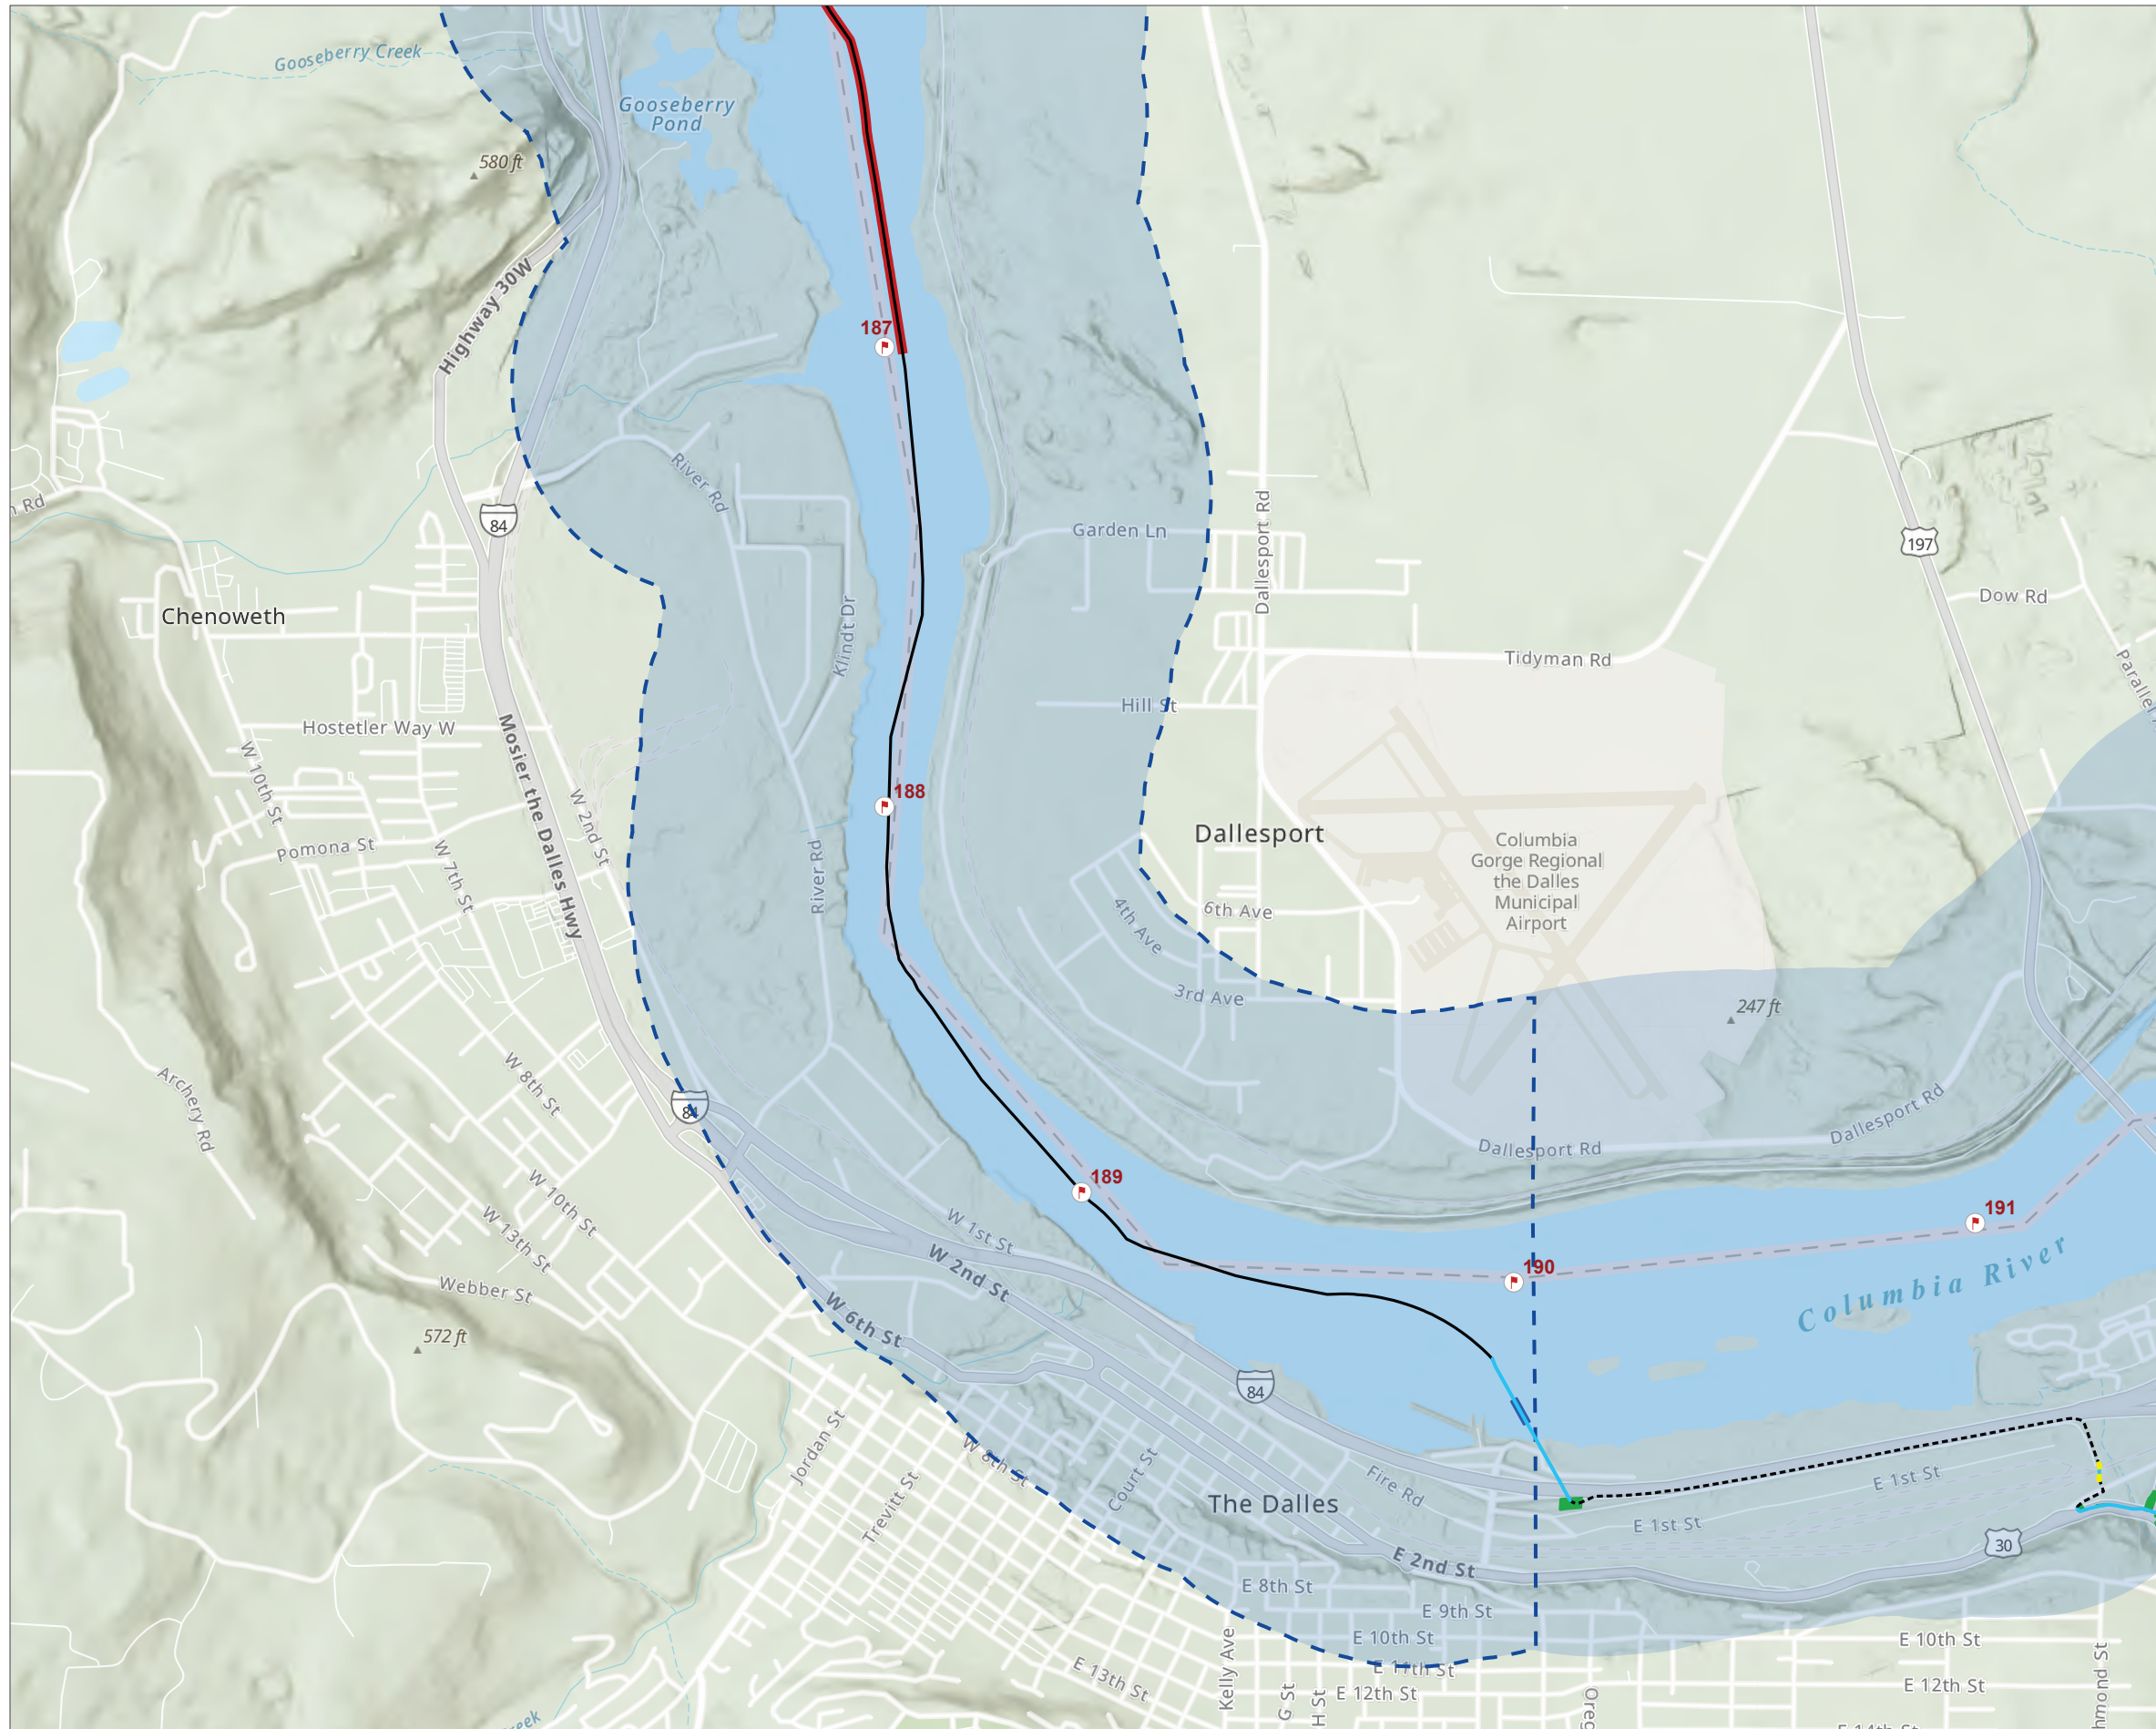 Gooseberry Creek
Gooseberry
Pond
580 ft
Highway 30W
187
River Rd
84
Garden Ln
Dallesport Rd
197
Dow Rd
Chenoweth
Klindt Dr
Tidyman Rd
Hill St
Hostetler Way W
W 10th St
Mosier the Dalles Hwy
W 2nd St
188
Dallesport
Columbia
Gorge Regional
the Dalles
Municipal
Airport
Pomona St
W 7th St
River Rd
4th Ave
6th Ave
3rd Ave
247 ft
W 8th St
Archery Rd
84
Dallesport Rd
Dallesport Rd
189
W 10th St
W 13th St
W 1st St
W 2nd St
191
190
Columbia River
Webber St
W 6th St
572 ft
84
Jordan St
W 8th St
Trevitt St
Court St
Fire Rd
The Dalles
E 1st St
E 1st St
30
E 2nd St
E 8th St
E 9th St
E 10th St
E 10th St
E 11th St
E 12th St
E 12th St
E 13th St
Kelly Ave
G St
H St